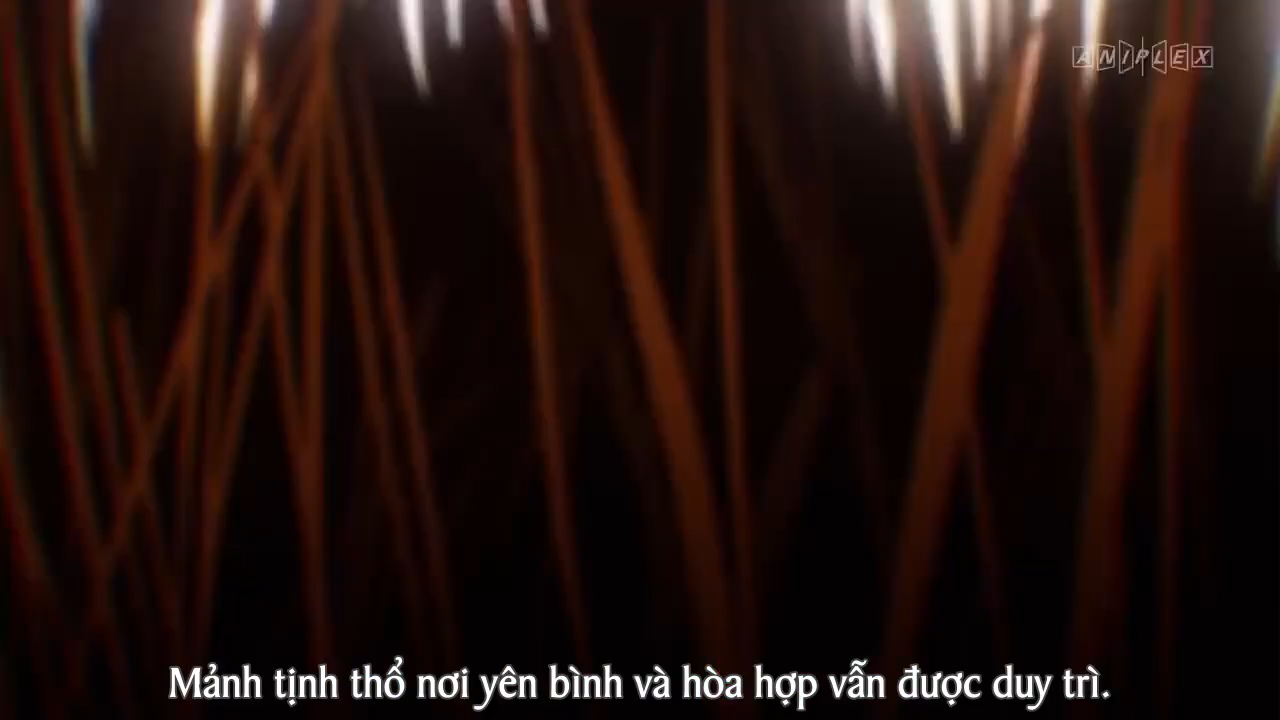 ANIPLEX
Mảnh tịnh thổ nơi yên bình và hòa hợp vẫn được duy trì.